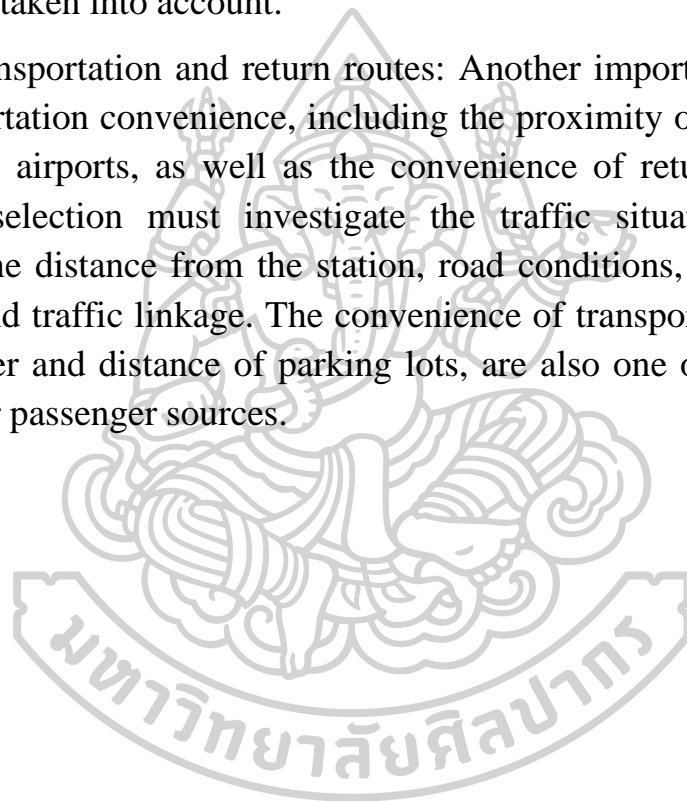 taken into account.
nsportation and return routes: Another import
rtation convenience, including the proximity o
airports, as well as the convenience of retu
selection must investigate the traffic situa
ne distance from the station, road conditions,
nd traffic linkage. The convenience of transpor
er and distance of parking lots, are also one o
r passenger sources.
มหาวิทยาลัยศิลปากร